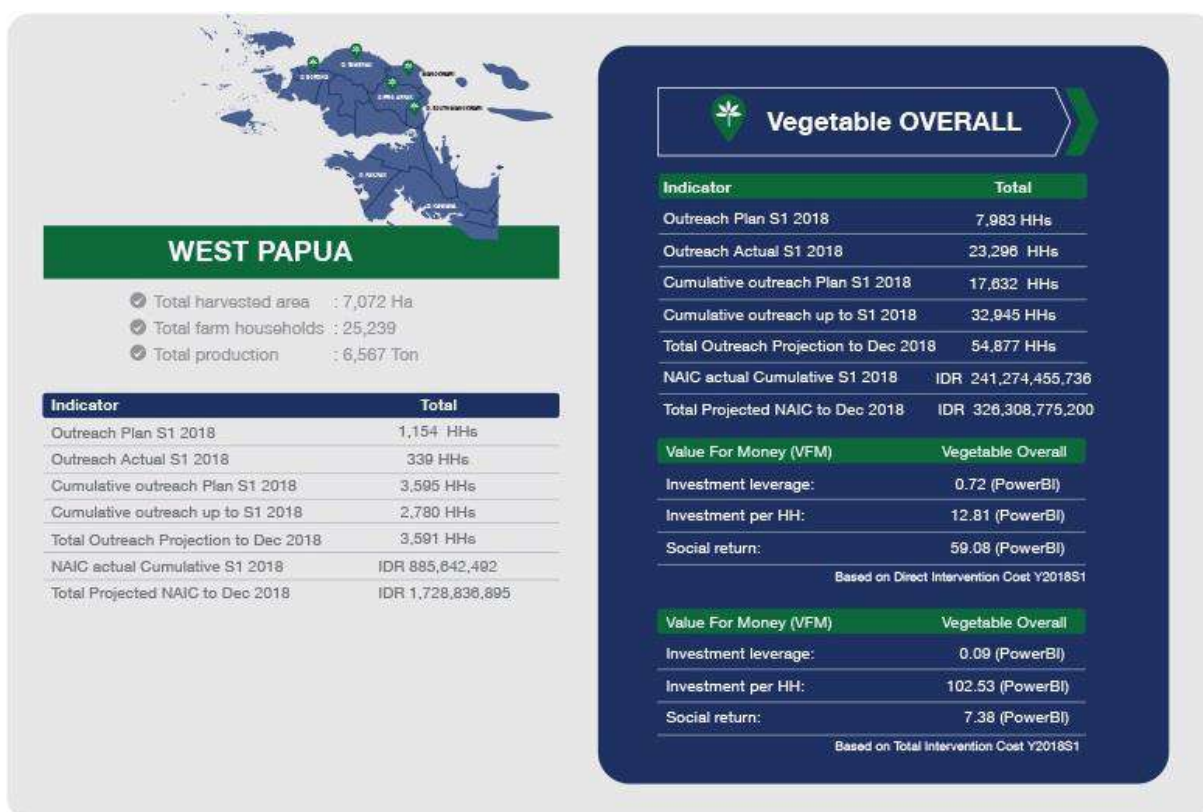 WEST PAPUA
Total harvested area : 7,072 Ha
Total farm households : 25,239
Total production : 6,567 Ton
Indicator Total
Outreach Plan S1 2018 1,154 HHs
Outreach Actual S1 2018 339 HHs
Cumulative outreach Plan S1 2018 3,595 HHs
Cumulative outreach up to S1 2018 2,780 HHs
Total Outreach Projection to Dec 2018 3,591 HHs
NAIC actual Cumulative S1 2018 IDR 885,642,492
Total Projected NAIC to Dec 2018 IDR 1,728,836,895
Vegetable OVERALL
Indicator Total
Outreach Plan S1 2018 7,983 HHs
Outreach Actual S1 2018 23,296 HHs
Cumulative outreach Plan S1 2018 17,632 HHs
Cumulative outreach up to S1 2018 32,945 HHs
Total Outreach Projection to Dec 2018 54,877 HHs
NAIC actual Cumulative S1 2018 IDR 241,274,455,736
Total Projected NAIC to Dec 2018 IDR 326,308,775,200
Value For Money (VFM) Vegetable Overall
Investment leverage: 0.72 (PowerBI)
Investment per HH: 12.81 (PowerBI)
Social return: 59.08 (PowerBI)
Based on Direct Intervention Cost Y2018S1
Value For Money (VFM) Vegetable Overall
Investment leverage: 0.09 (PowerBI)
Investment per HH: 102.53 (PowerBI)
Social return: 7.38 (PowerBI)
Based on Total Intervention Cost Y2018S1